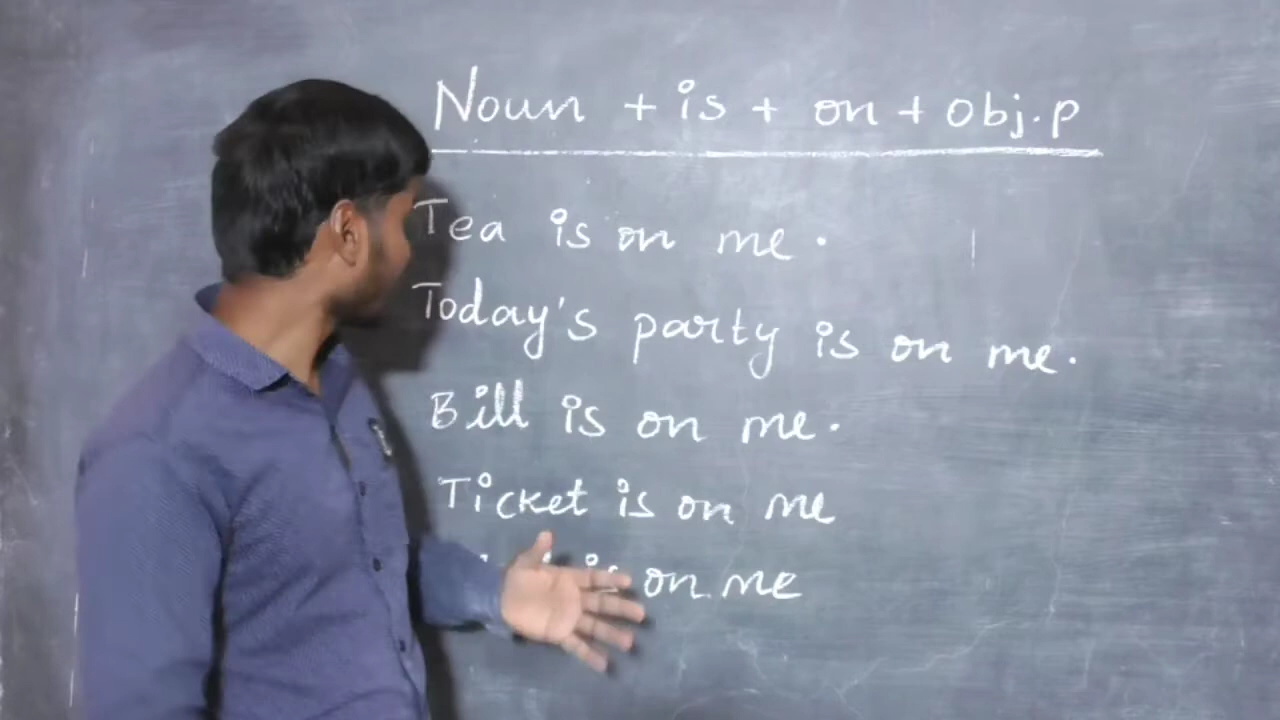 Noun + is + on + obj.p
Tea is on me.
Today's party is on me.
Bill is on me.
Ticket is on me
is on me